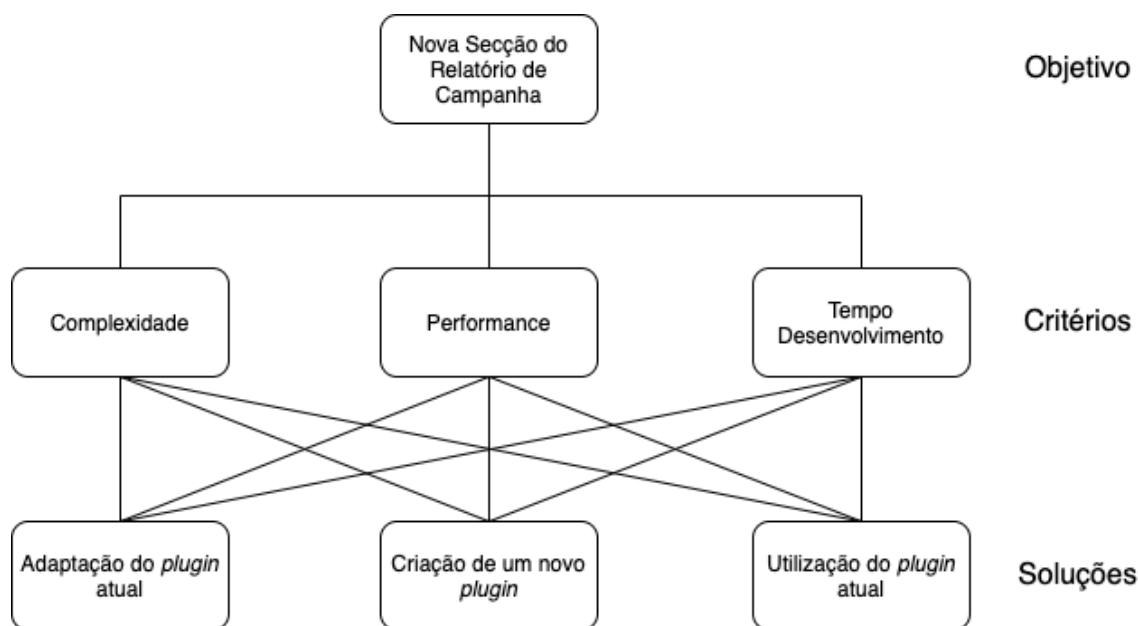 Nova Secção do
Relatório de
Campanha
Objetivo
Complexidade
Performance
Tempo
Desenvolvimento
Critérios
Adaptação do plugin
atual
Criação de um novo
plugin
Utilização do plugin
atual
Soluções